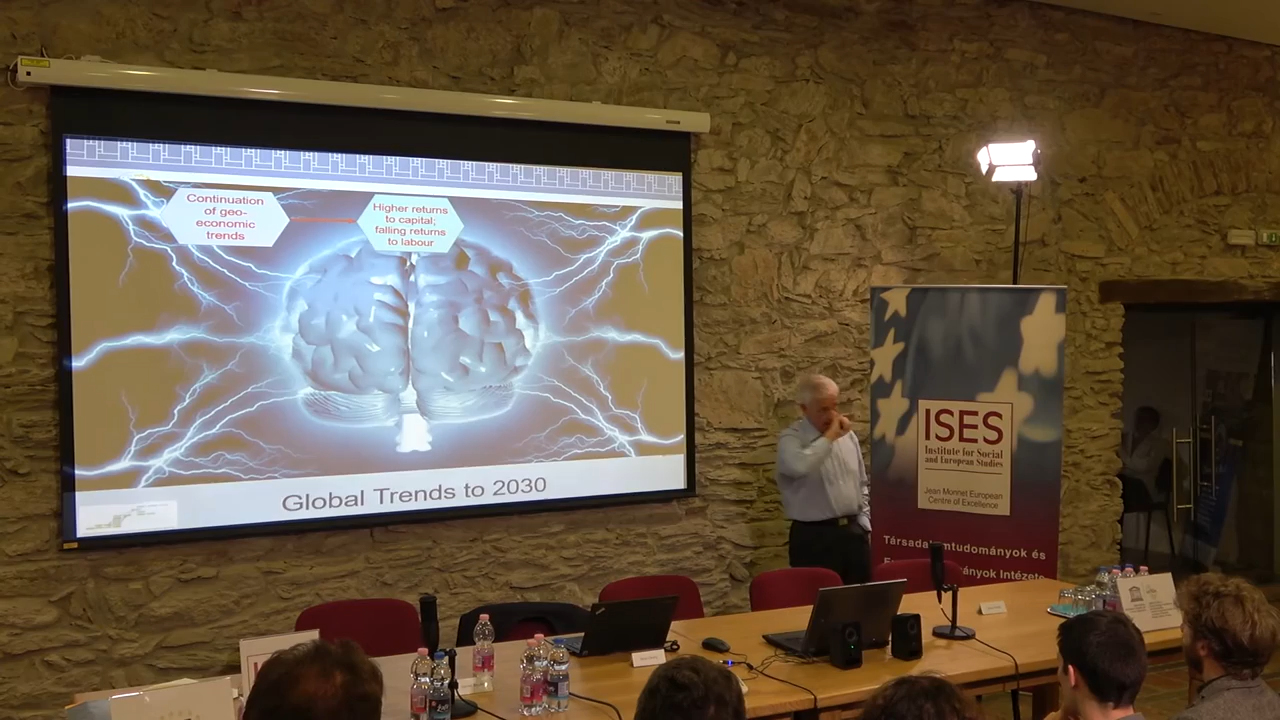 Continuation
of geo-
economic
trends
Higher returns
to capital;
falling returns
to labour
Global Trends to 2030
ISES
Institute for Social
and European Studies
Jean Monnet European
Centre of Excellence
Társadalomtudományok és
Intézete